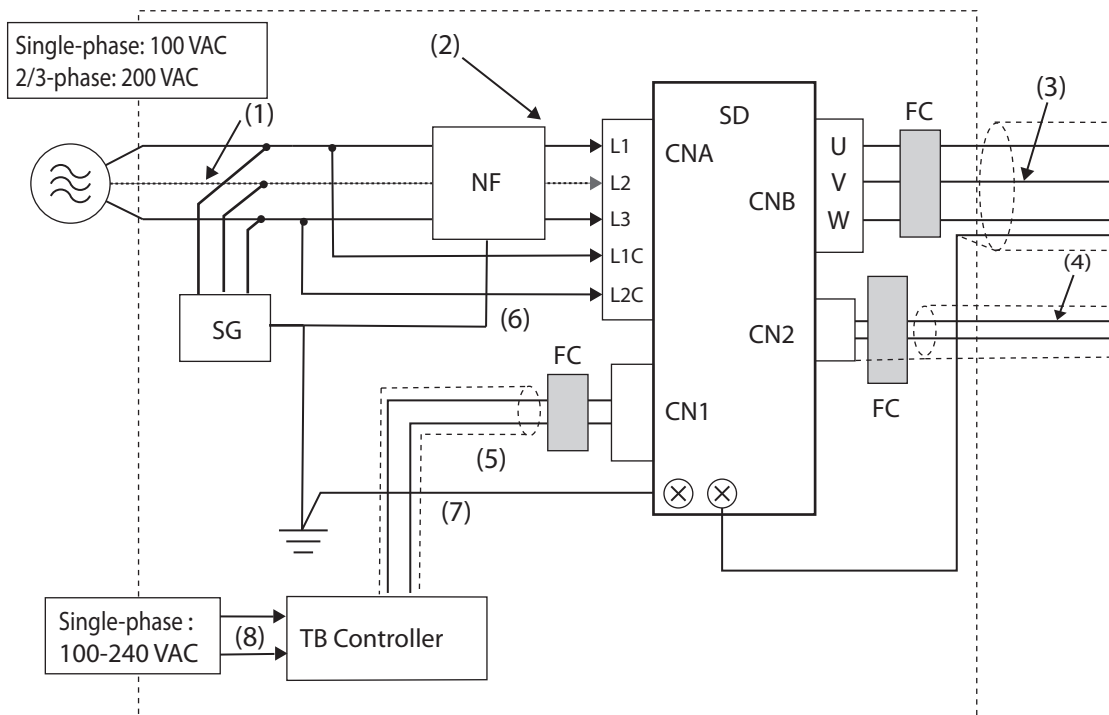 Single-phase: 100 VAC
2/3-phase: 200 VAC
(1)
(2)
(3)
(4)
SD
FC
NF
L1
L2
L3
L1C
L2C
CNA
CNB
U
V
W
SG
(6)
CN2
FC
FC
CN1
(5)
(7)
Single-phase :
100-240 VAC
(8)
TB Controller